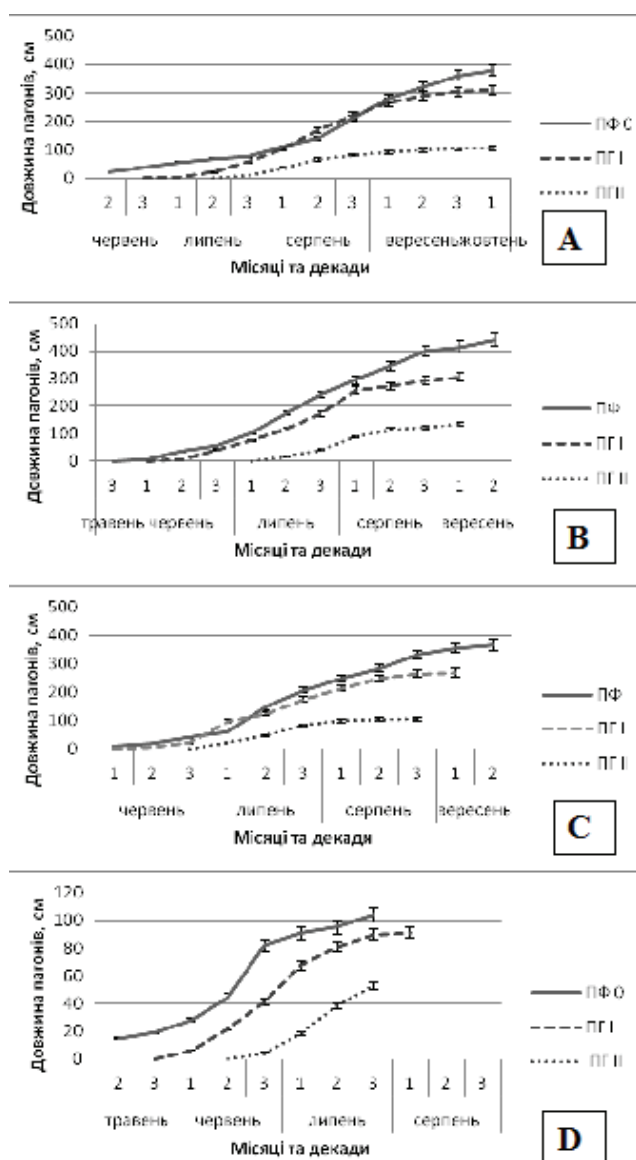 Довжина пагонів, см
500
400
300
200
100
0
2 3 1 2 3 1 2 3 1 2 3 1
червень липень серпень вересень жовтень
Місяці та декади
ПФС
ПГ I
ПГ II
A
Довжина пагонів, см
500
400
300
200
100
0
3 1 2 3 1 2 3 1 2 3 1 2
травень червень липень серпень вересень
Місяці та декади
ПФ
ПГ I
ПГ II
B
Довжина пагонів, см
500
400
300
200
100
0
1 2 3 1 2 3 1 2 3 1 2
червень липень серпень вересень
Місяці та декади
ПФ
ПГ I
ПГ II
C
Довжина пагонів, см
120
100
80
60
40
20
0
2 3 1 2 3 1 2 3 1 2 3
травень червень липень серпень
Місяці та декади
ПФО
ПГ I
ПГ II
D